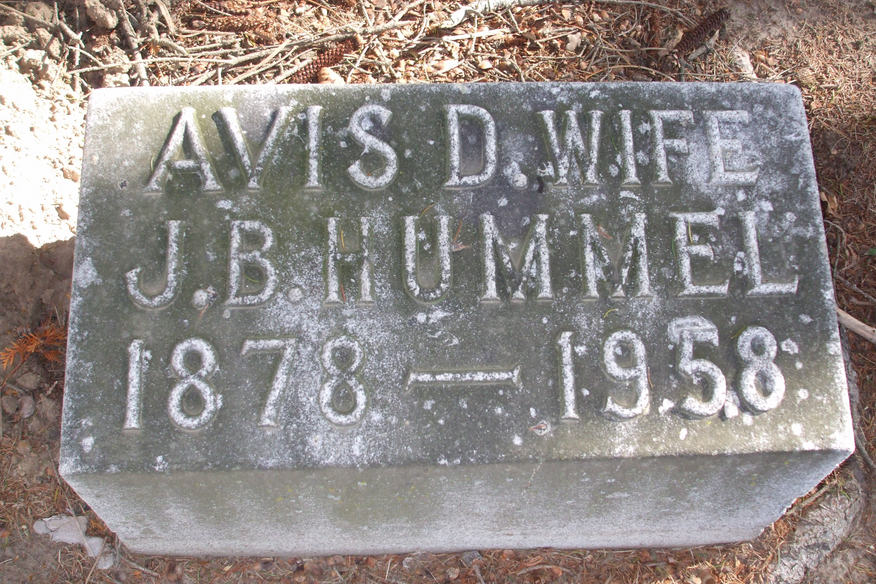 AVIS D. WIFE
J.B. HUMMEL
1878 — 1958